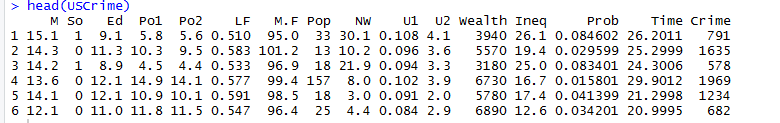 > head(USCrime)
M So Ed Po1 Po2 LF M.F Pop NW U1 U2 Wealth Ineq Prob Time Crime
1 15.1 1 9.1 5.8 5.6 0.510 95.0 33 30.1 0.108 4.1 3940 26.1 0.084602 26.2011 791
2 14.3 0 11.3 10.3 9.5 0.583 101.2 13 10.2 0.096 3.6 5570 19.4 0.029599 25.2999 1635
3 14.2 1 8.9 4.5 4.4 0.533 96.9 18 21.9 0.094 3.3 3180 25.0 0.083401 24.3006 578
4 13.6 0 12.1 14.9 14.1 0.577 99.4 157 8.0 0.102 3.9 6730 16.7 0.015801 29.9012 1969
5 14.1 0 12.1 10.9 10.1 0.591 98.5 18 3.0 0.091 2.0 5780 17.4 0.041399 21.2998 1234
6 12.1 0 11.0 11.8 11.5 0.547 96.4 25 4.4 0.084 2.9 6890 12.6 0.034201 20.9995 682